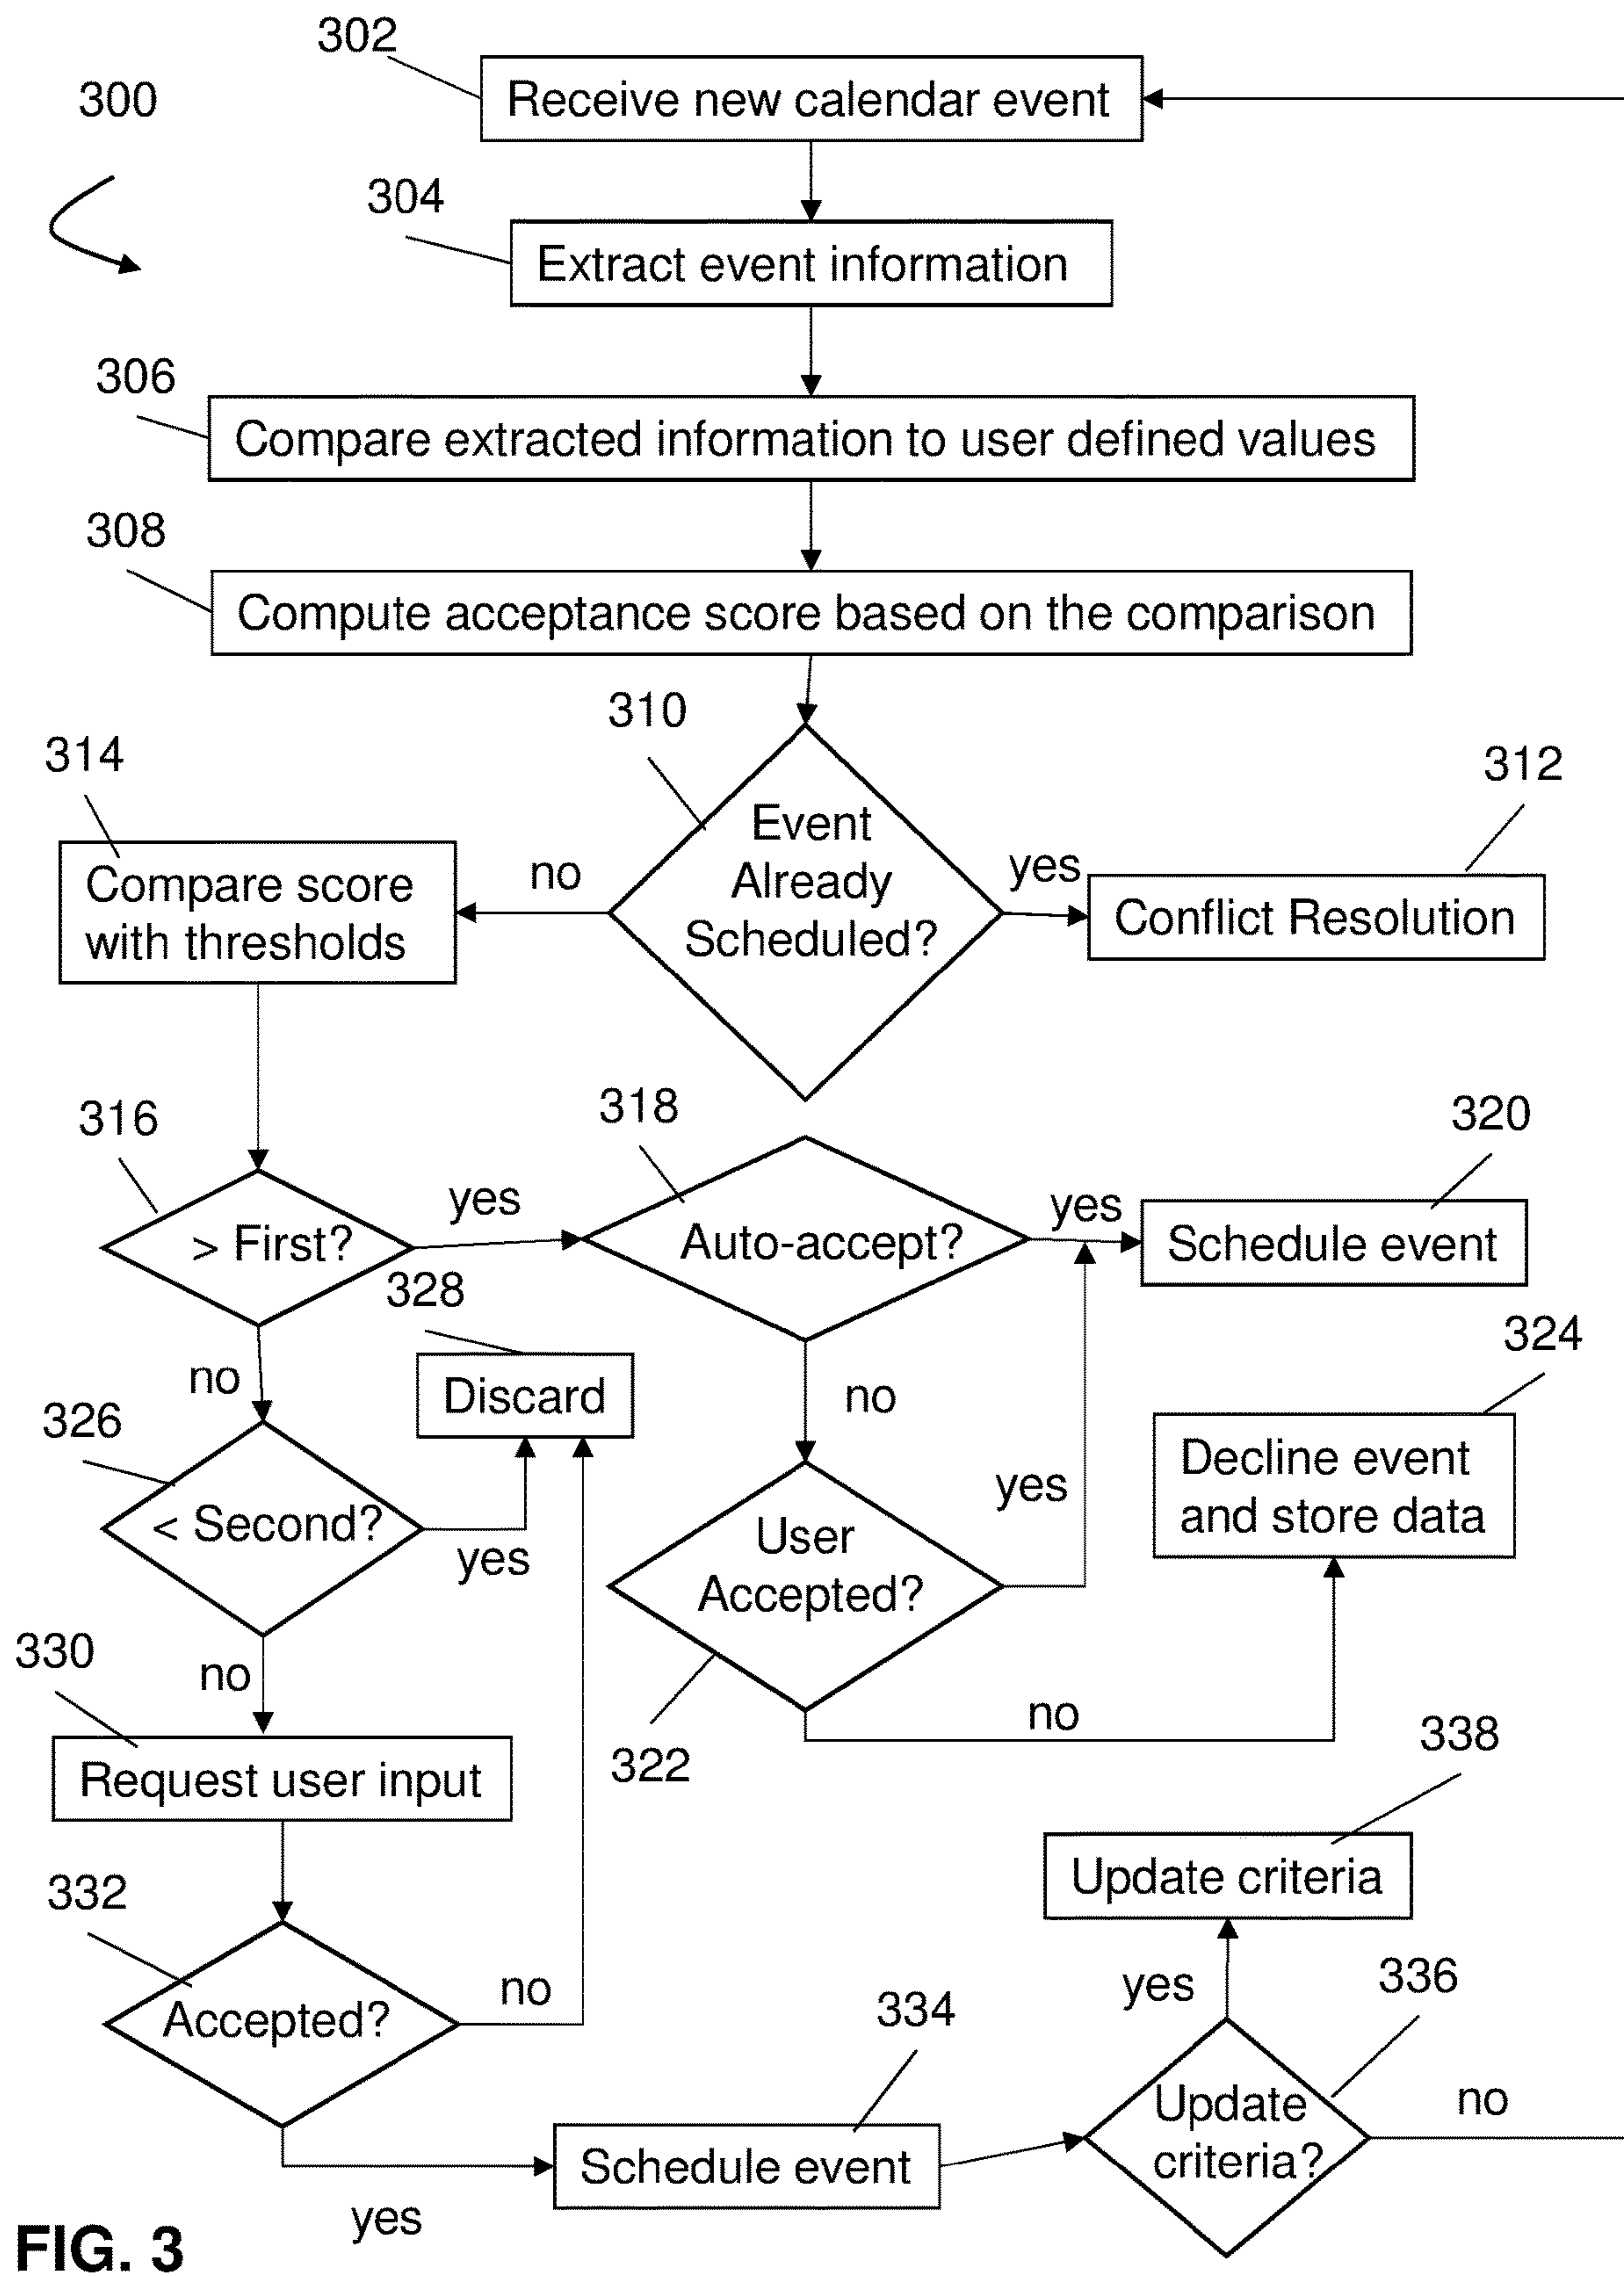 302
300
Receive new calendar event
304
Extract event information
306
Compare extracted information to user defined values
308
Compute acceptance score based on the comparison
310
314
312
Event
Already
Scheduled?
no
yes
Compare score
with thresholds
Conflict Resolution
316
318
320
> First?
yes
Auto-accept?
yes
Schedule event
328
no
Discard
no
324
326
< Second?
yes
User
Accepted?
yes
Decline event
and store data
330
no
322
no
338
Request user input
Update criteria
332
Accepted?
no
334
yes
336
Update
criteria?
no
Schedule event
yes
FIG. 3